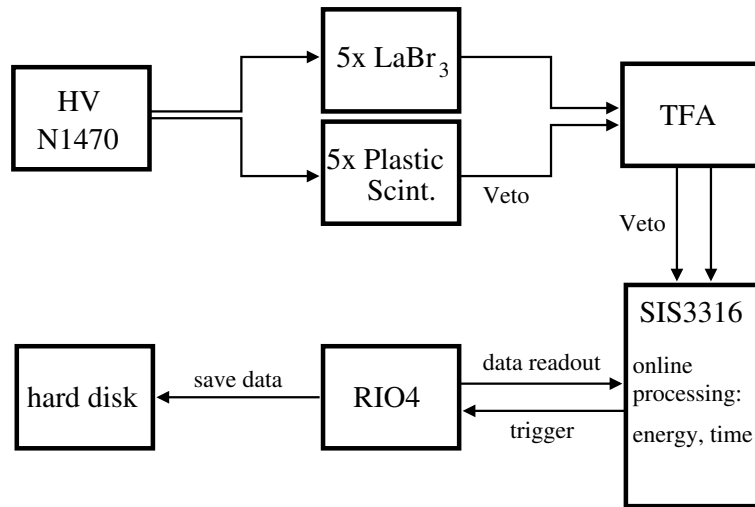 HV
N1470
5x LaBr₃
5x Plastic
Scint.
Veto
TFA
Veto
SIS3316
online
processing:
energy, time
data readout
trigger
RIO4
save data
hard disk